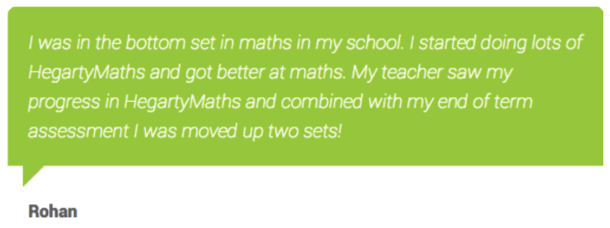 I was in the bottom set in maths in my school. I started doing lots of
HegartyMaths and got better at maths. My teacher saw my
progress in HegartyMaths and combined with my end of term
assessment I was moved up two sets!
Rohan